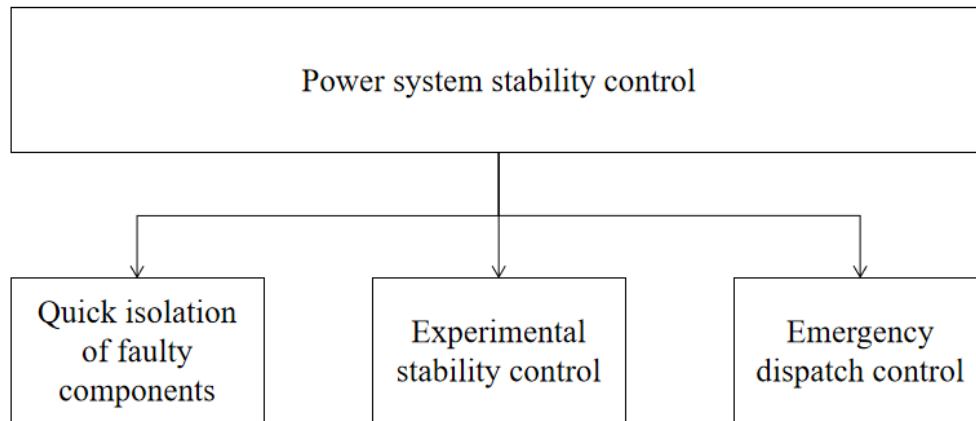 Power system stability control
Quick isolation
of faulty
components
Experimental
stability control
Emergency
dispatch control